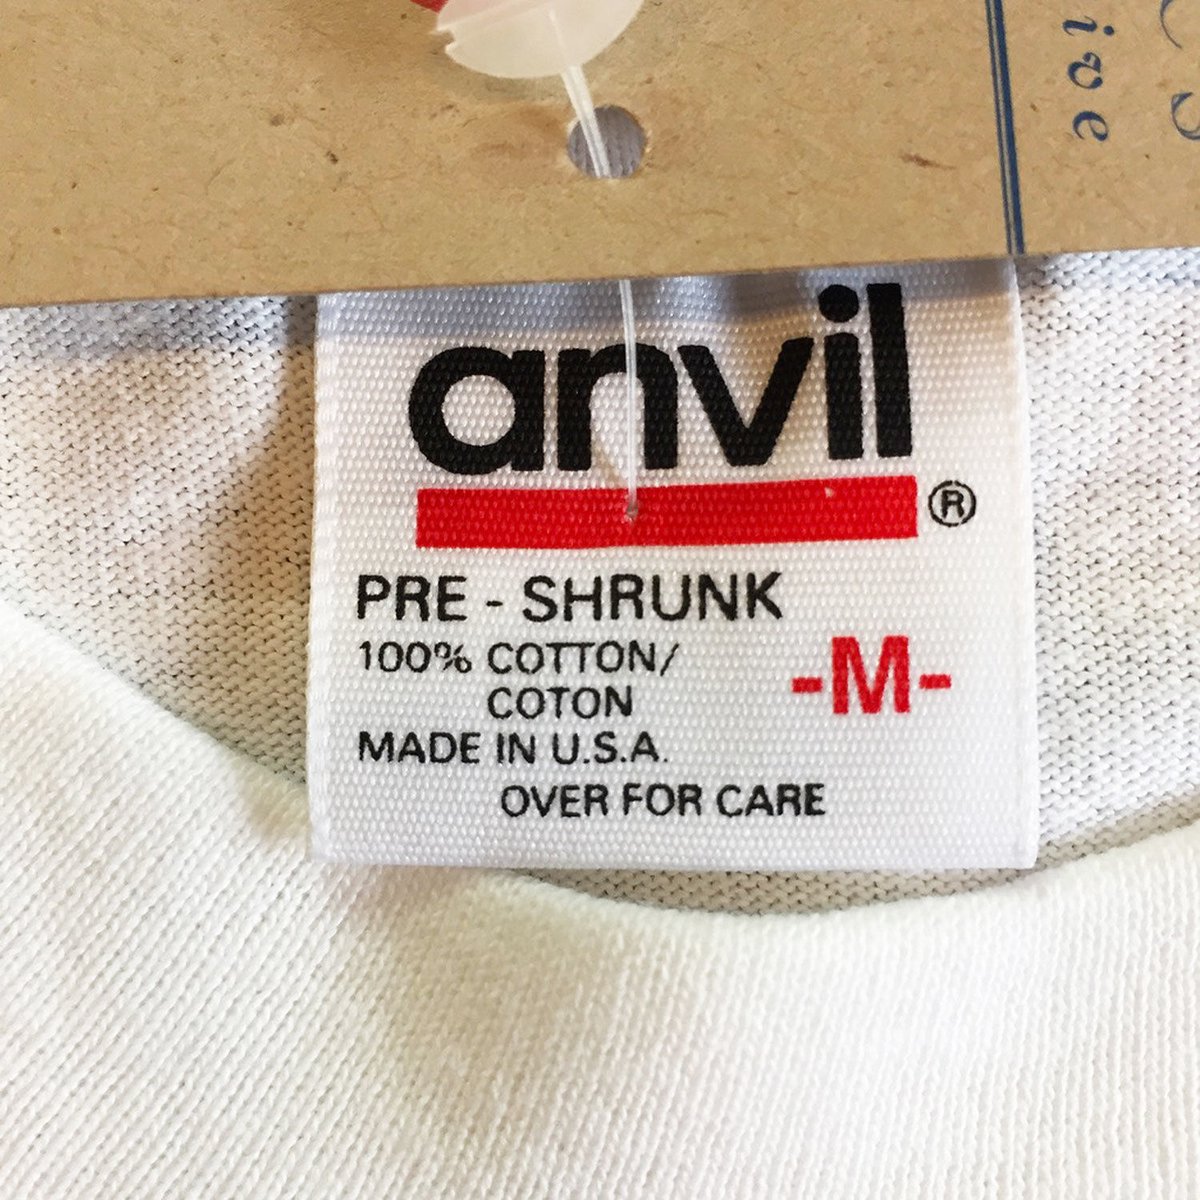 anvil
®
PRE - SHRUNK
100% COTTON/
COTON
-M-
MADE IN U.S.A.
OVER FOR CARE